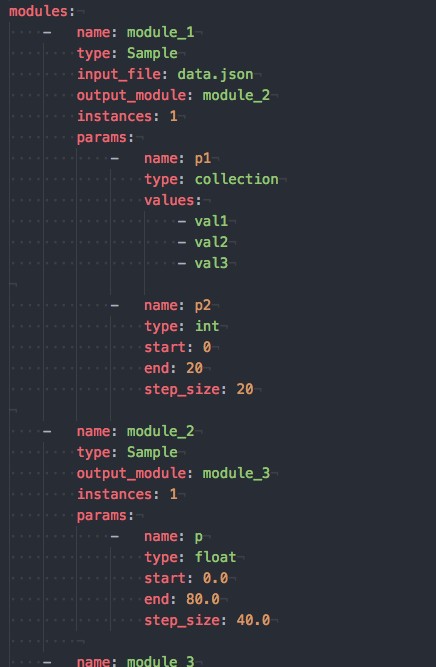 modules:
    -   name: module_1
        type: Sample
        input_file: data.json
        output_module: module_2
        instances: 1
        params:
            -   name: p1
                type: collection
                values:
                    - val1
                    - val2
                    - val3

            -   name: p2
                type: int
                start: 0
                end: 20
                step_size: 20

    -   name: module_2
        type: Sample
        output_module: module_3
        instances: 1
        params:
            -   name: p
                type: float
                start: 0.0
                end: 80.0
                step_size: 40.0

    -   name: module_3